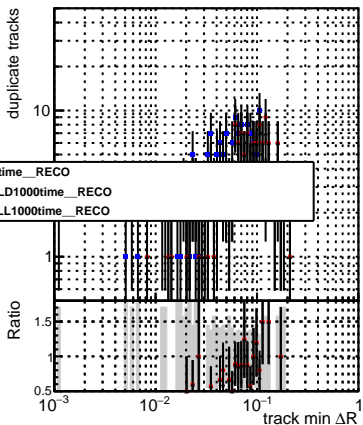 duplicate tracks
10
time__RECO
LD1000time__RECO
LL1000time__RECO
1
Ratio
1.5
1
0.5
10⁻³ 10⁻² 10⁻¹ 1
track min ΔR